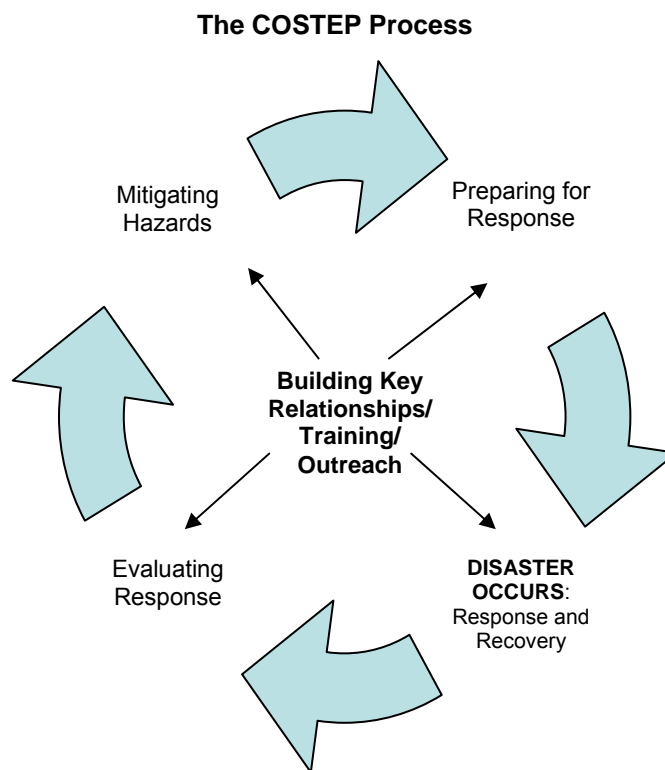 The COSTEP Process
Mitigating
Hazards
Preparing for
Response
Building Key
Relationships/
Training/
Outreach
Evaluating
Response
DISASTER
OCCURS:
Response and
Recovery